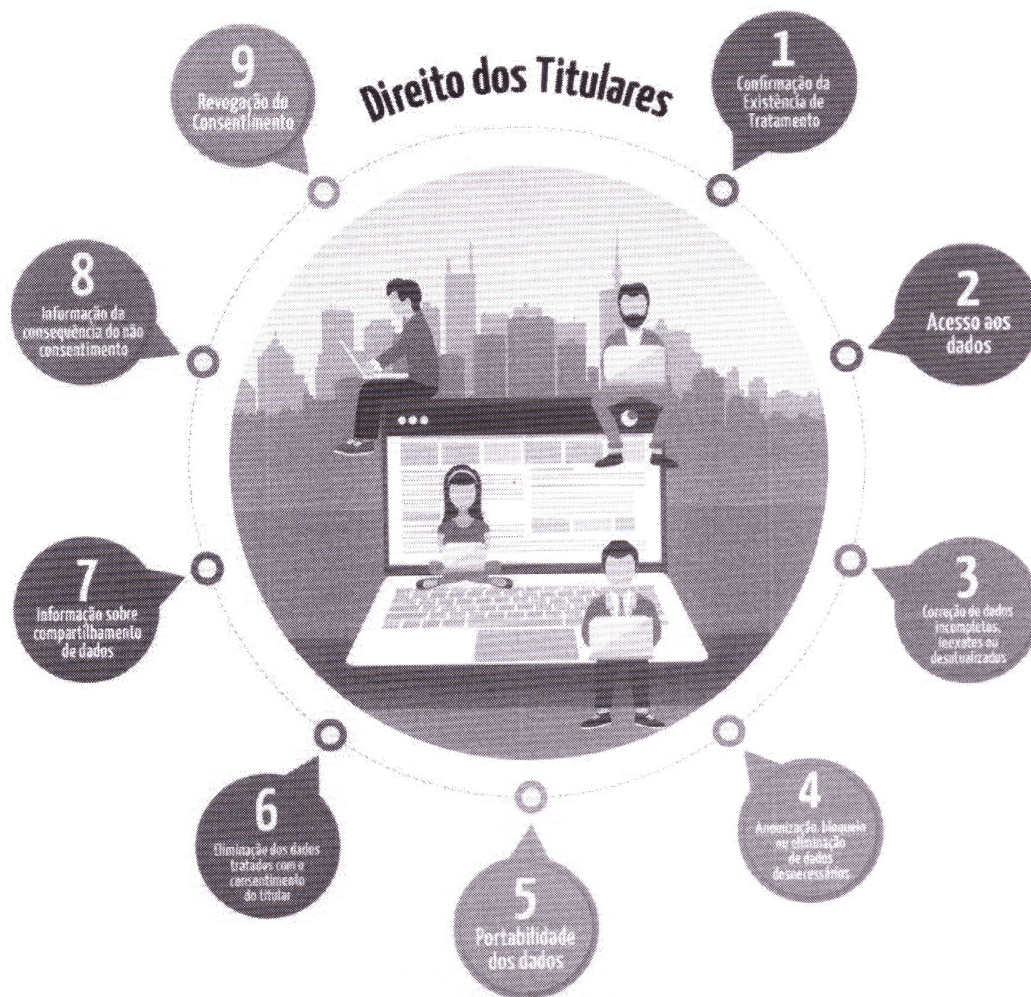 Direito dos Titulares
1
Confirmação da
Existência de
Tratamento
2
Acesso aos
dados
3
Correção de dados
incompletos,
inexatos ou
desatualizados
4
Anonização, bloqueio
ou eliminação
de dados
desnecessários
5
Portabilidade
dos dados
6
Eliminação dos dados
tratados com o
consentimento
do titular
7
Informação sobre
compartilhamento
de dados
8
Informação da
consequência do não
consentimento
9
Revogação do
Consentimento